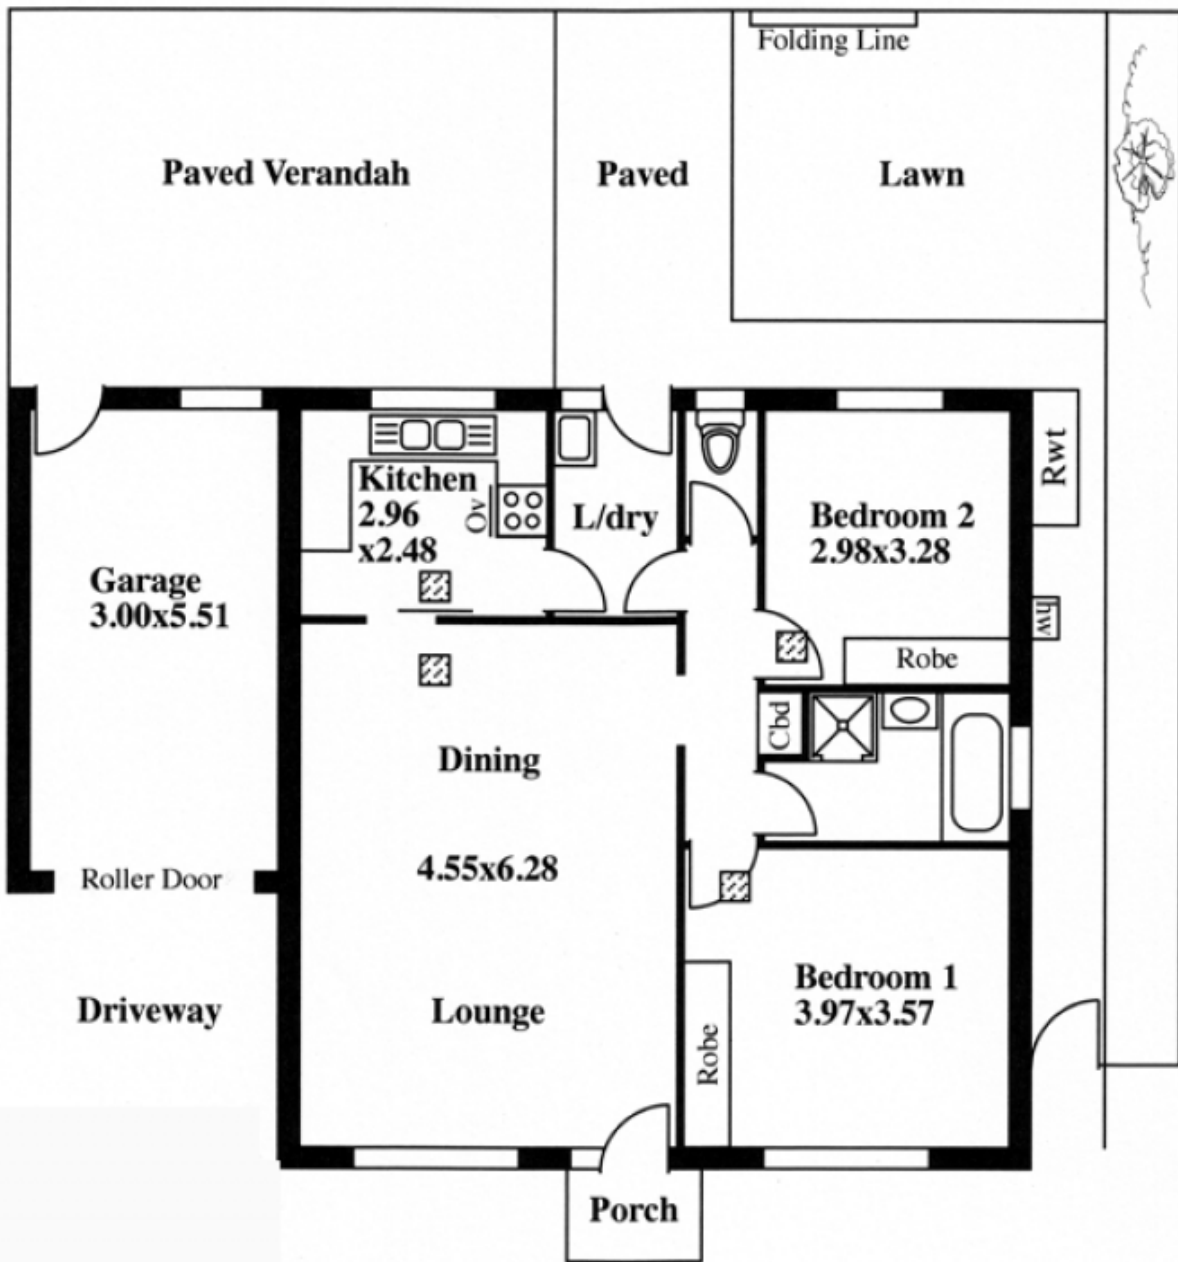 Folding Line
Paved Verandah
Paved
Lawn
Kitchen
2.96
x2.48
Ov
L/dry
Bedroom 2
2.98x3.28
Rwt
Garage
3.00x5.51
hw
Robe
Cbd
Dining
4.55x6.28
Roller Door
Bedroom 1
3.97x3.57
Driveway
Lounge
Robe
Porch